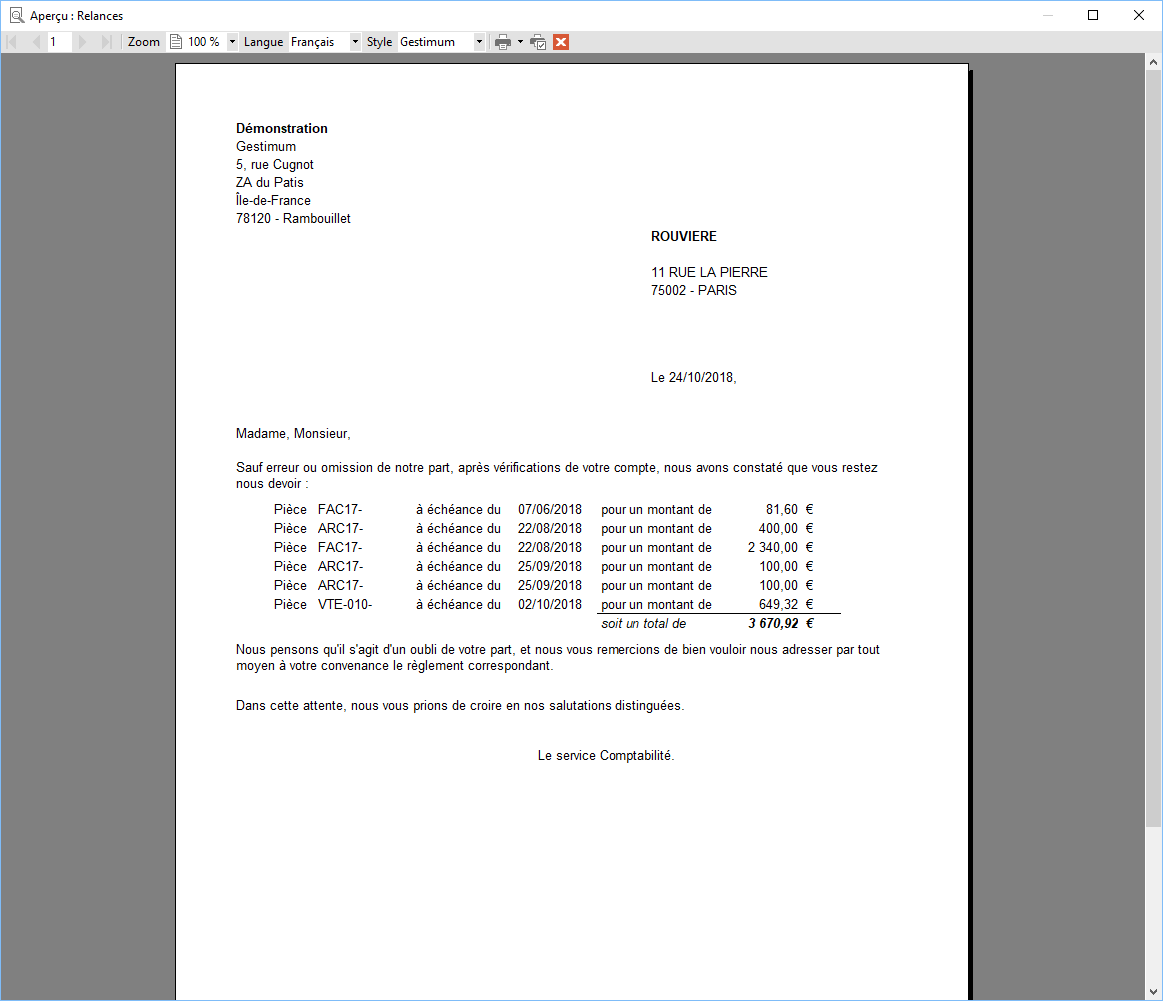 Aperçu : Relances
1 Zoom 100 % Langue Français Style Gestimum
Démonstration
Gestimum
5, rue Cugnot
ZA du Patis
Île-de-France
78120 - Rambouillet
ROUVIERE
11 RUE LA PIERRE
75002 - PARIS
Le 24/10/2018,
Madame, Monsieur,
Sauf erreur ou omission de notre part, après vérifications de votre compte, nous avons constaté que vous restez
nous devoir :
Pièce FAC17- à échéance du 07/06/2018 pour un montant de 81,60 €
Pièce ARC17- à échéance du 22/08/2018 pour un montant de 400,00 €
Pièce FAC17- à échéance du 22/08/2018 pour un montant de 2 340,00 €
Pièce ARC17- à échéance du 25/09/2018 pour un montant de 100,00 €
Pièce ARC17- à échéance du 25/09/2018 pour un montant de 100,00 €
Pièce VTE-010- à échéance du 02/10/2018 pour un montant de 649,32 €
soit un total de 3 670,92 €
Nous pensons qu'il s'agit d'un oubli de votre part, et nous vous remercions de bien vouloir nous adresser par tout
moyen à votre convenance le règlement correspondant.
Dans cette attente, nous vous prions de croire en nos salutations distinguées.
Le service Comptabilité.